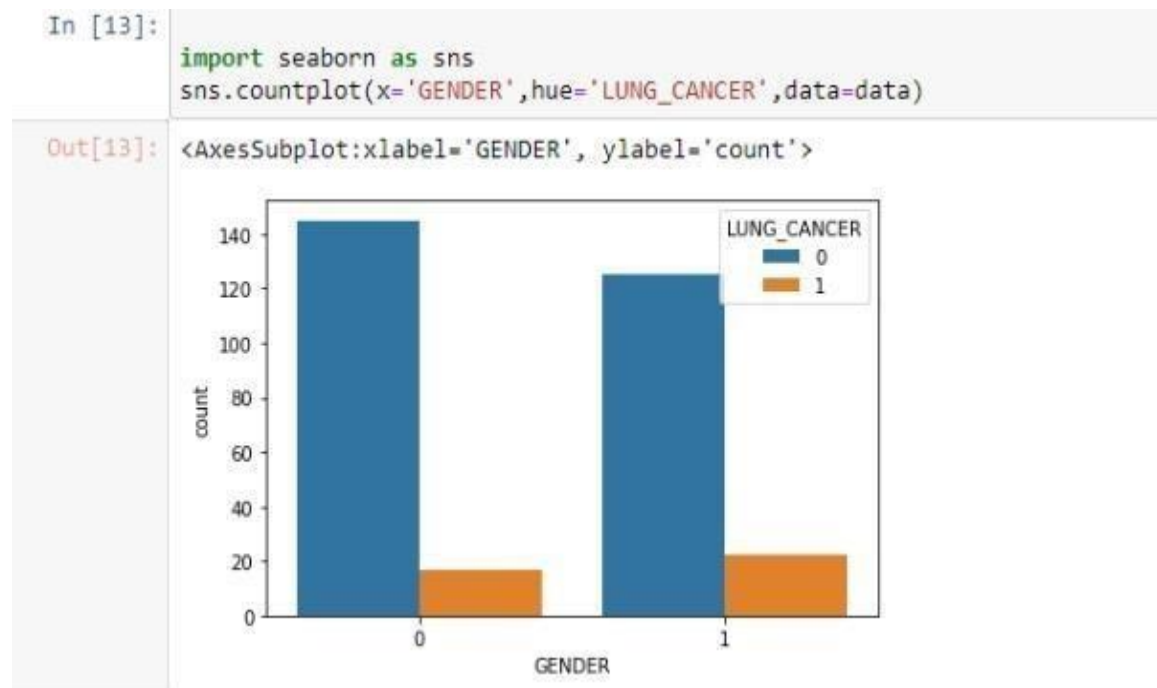 In [13]:
import seaborn as sns
sns.countplot(x='GENDER',hue='LUNG_CANCER',data=data)
Out[13]: <AxesSubplot:xlabel='GENDER', ylabel='count'>
LUNG_CANCER
0
1
140
120
100
80
60
40
20
0
count
0 1
GENDER